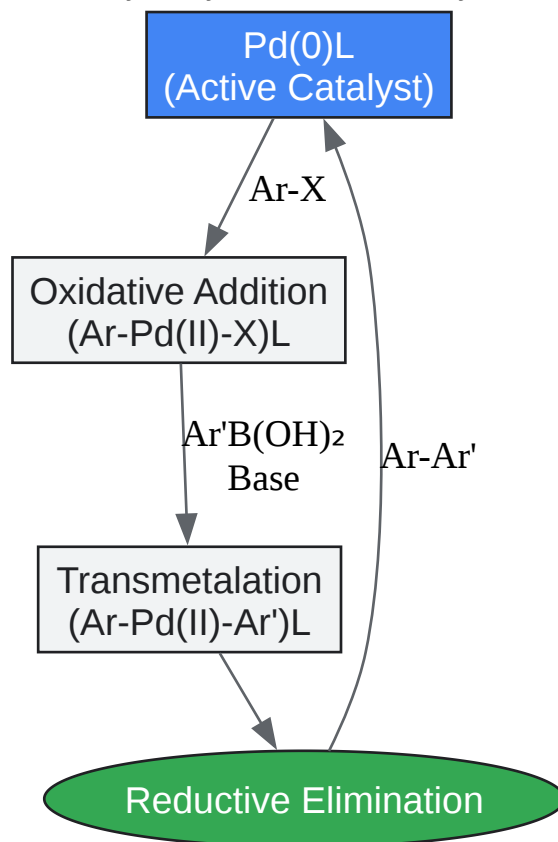 Pd(0)L
(Active Catalyst)
Ar-X
Oxidative Addition
(Ar-Pd(II)-X)L
Ar'B(OH)₂
Base
Ar-Ar'
Transmetalation
(Ar-Pd(II)-Ar')L
Reductive Elimination